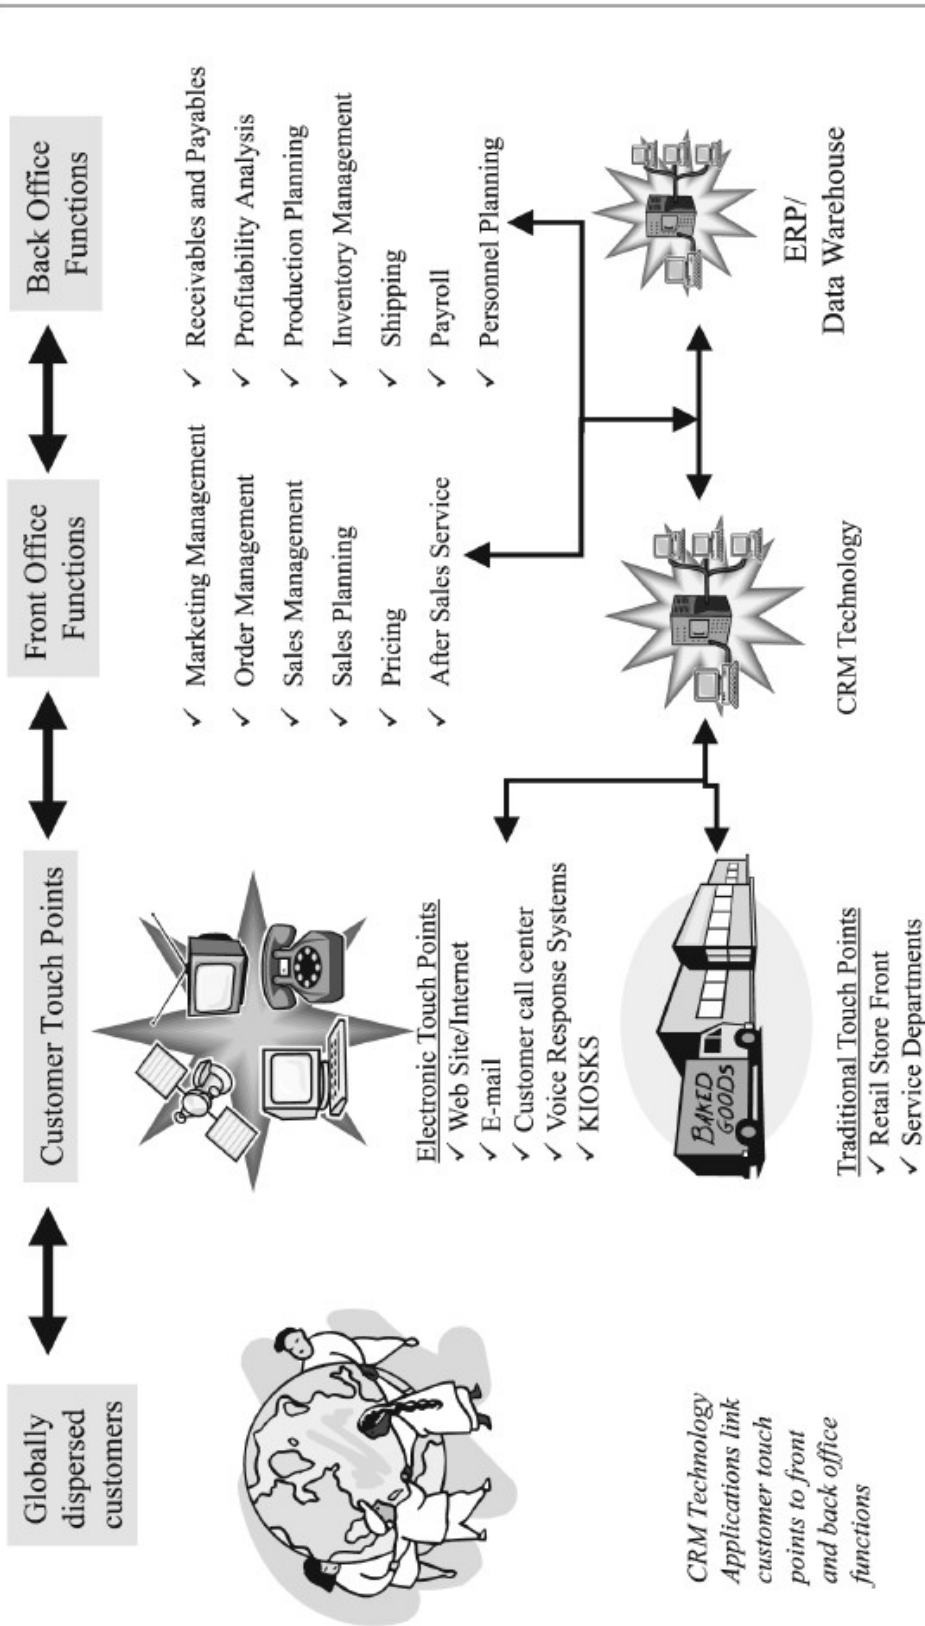 Globally
dispersed
customers
Customer Touch Points
Front Office
Functions
Back Office
Functions
Electronic Touch Points
✓ Web Site/Internet
✓ E-mail
✓ Customer call center
✓ Voice Response Systems
✓ KIOSKS
BAKED
GOODS
Traditional Touch Points
✓ Retail Store Front
✓ Service Departments
✓ Marketing Management
✓ Order Management
✓ Sales Management
✓ Sales Planning
✓ Pricing
✓ After Sales Service
✓ Receivables and Payables
✓ Profitability Analysis
✓ Production Planning
✓ Inventory Management
✓ Shipping
✓ Payroll
✓ Personnel Planning
CRM Technology
ERP/
Data Warehouse
CRM Technology
Applications link
customer touch
points to front
and back office
functions